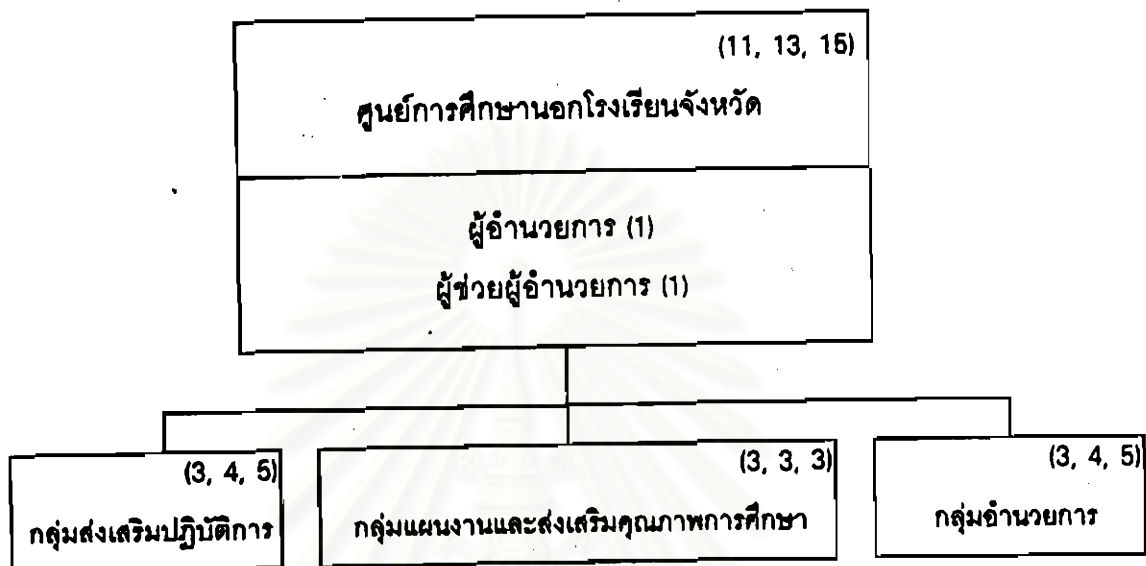 (11, 13, 15)
ศูนย์การศึกษานอกโรงเรียนจังหวัด
ผู้อำนวยการ (1)
ผู้ช่วยผู้อำนวยการ (1)
(3, 4, 5)
กลุ่มส่งเสริมปฏิบัติการ
(3, 3, 3)
กลุ่มแผนงานและส่งเสริมคุณภาพการศึกษา
(3, 4, 5)
กลุ่มอำนวยการ